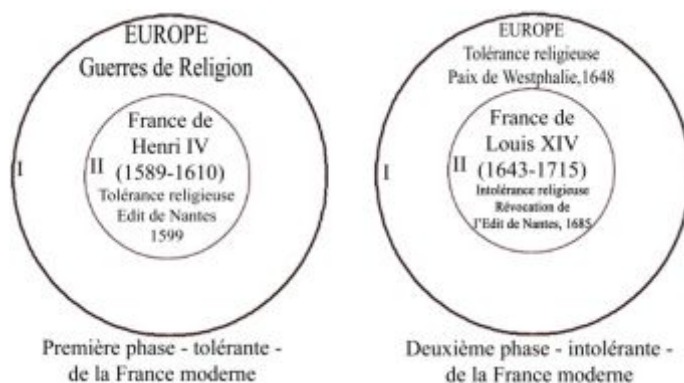 EUROPE
Guerres de Religion
France de
Henri IV
I
II
(1589-1610)
Tolérance religieuse
Edit de Nantes
1599
Première phase - tolérante -
de la France moderne
EUROPE
Tolérance religieuse
Paix de Westphalie,1648
France de
Louis XIV
I
II
(1643-1715)
Intolérance religieuse
Révocation de
l'Edit de Nantes, 1685
Deuxième phase - intolérante -
de la France moderne